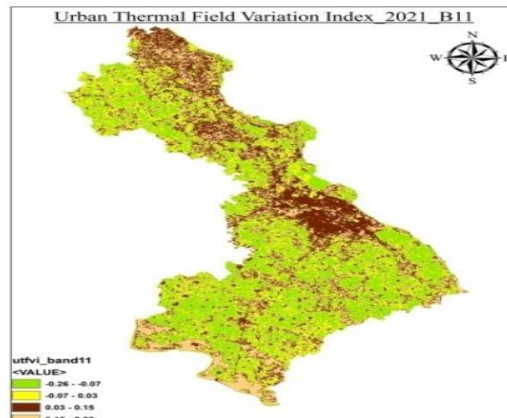 Urban Thermal Field Variation Index_2021_B11
N
W
S
utfvi_band11
<VALUE>
-0.26 - -0.07
-0.07 - 0.03
0.03 - 0.15